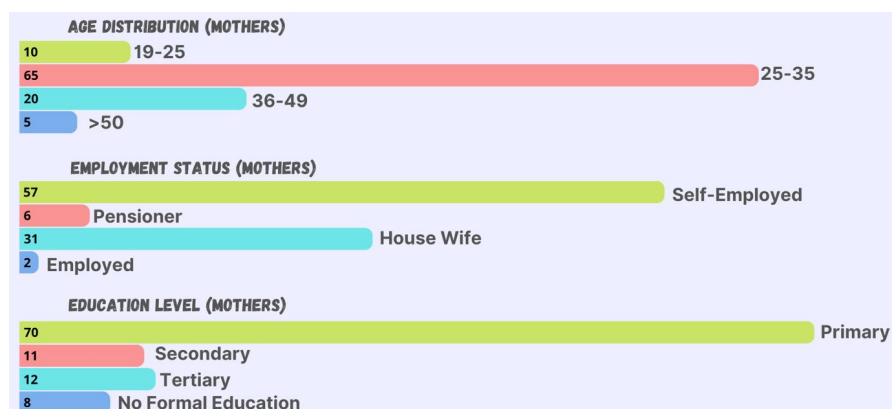 AGE DISTRIBUTION (MOTHERS)
10 19-25
65 25-35
20 36-49
5 >50
EMPLOYMENT STATUS (MOTHERS)
57 Self-Employed
6 Pensioner
31 House Wife
2 Employed
EDUCATION LEVEL (MOTHERS)
70 Primary
11 Secondary
12 Tertiary
8 No Formal Education